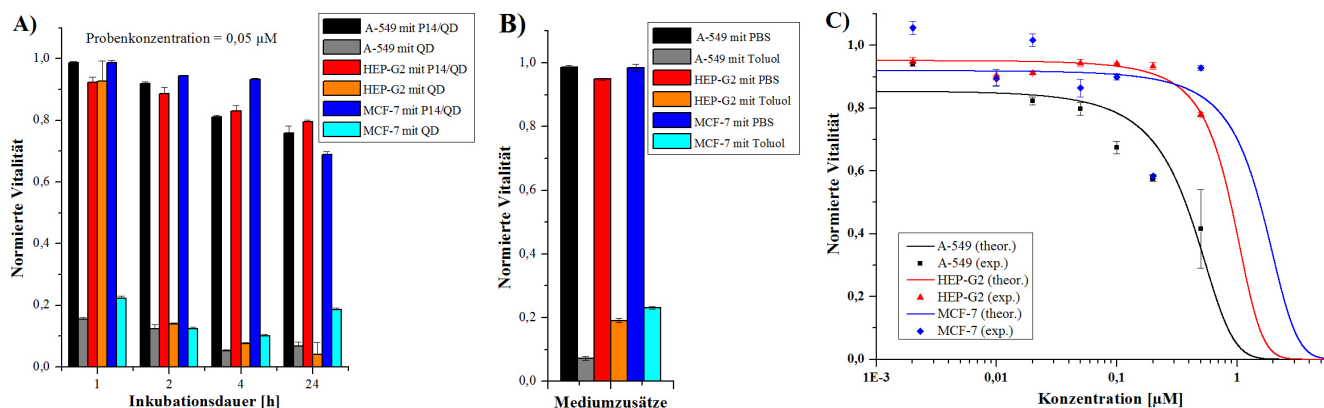 A)
Probenkonzentration = 0,05 µM
A-549 mit P14/QD
A-549 mit QD
HEP-G2 mit P14/QD
HEP-G2 mit QD
MCF-7 mit P14/QD
MCF-7 mit QD
Normierte Vitalität
1,0
0,8
0,6
0,4
0,2
0,0
1
2
4
24
Inkubationsdauer [h]
B)
A-549 mit PBS
A-549 mit Toluol
HEP-G2 mit PBS
HEP-G2 mit Toluol
MCF-7 mit PBS
MCF-7 mit Toluol
Normierte Vitalität
1,0
0,8
0,6
0,4
0,2
0,0
Mediumzusätze
C)
Normierte Vitalität
1,0
0,8
0,6
0,4
0,2
0,0
A-549 (theor.)
A-549 (exp.)
HEP-G2 (theor.)
HEP-G2 (exp.)
MCF-7 (theor.)
MCF-7 (exp.)
1E-3
0,01
0,1
1
Konzentration [µM]